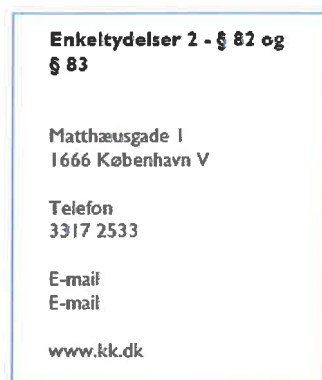 Enkeltydelser 2 - § 82 og
§ 83
Matthæusgade 1
1666 København V
Telefon
3317 2533
E-mail
E-mail
www.kk.dk